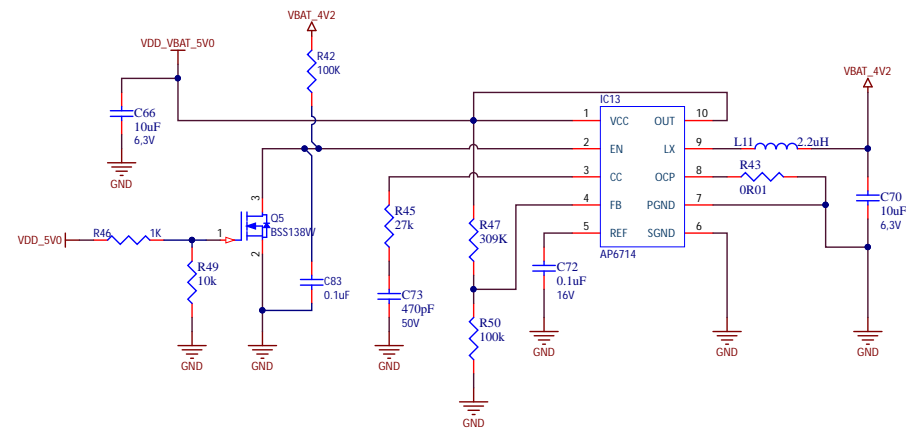 VBAT_4V2
VDD_VBAT_5V0
R42
100K
VBAT_4V2
C66
10uF
6,3V
GND
IC13
1 VCC OUT 10
2 EN LX 9
3 CC OCP 8
4 FB PGND 7
5 REF SGND 6
AP6714
L11 2.2uH
R43
0R01
C70
10uF
6,3V
3
Q5
BSS138W
1
2
VDD_5V0
R46 1K
R45
27k
R47
309K
R49
10k
C83
0.1uF
C73
470pF
50V
C72
0.1uF
16V
R50
100k
GND
GND
GND
GND
GND
GND
GND